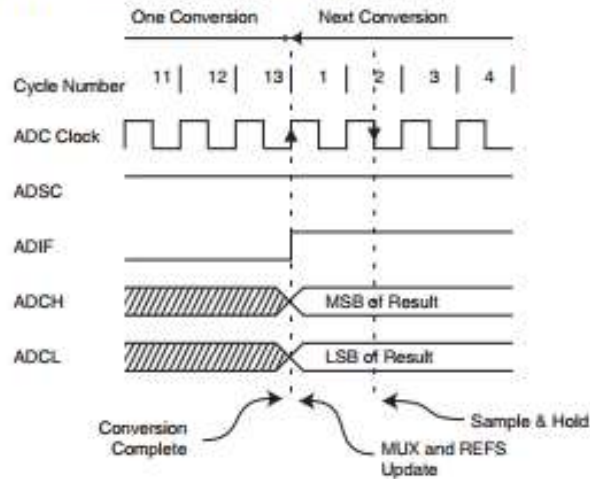 One Conversion Next Conversion
Cycle Number 11 12 13 1 2 3 4
ADC Clock
ADSC
ADIF
ADCH MSB of Result
ADCL LSB of Result
Sample & Hold
Conversion
Complete
MUX and REFS
Update